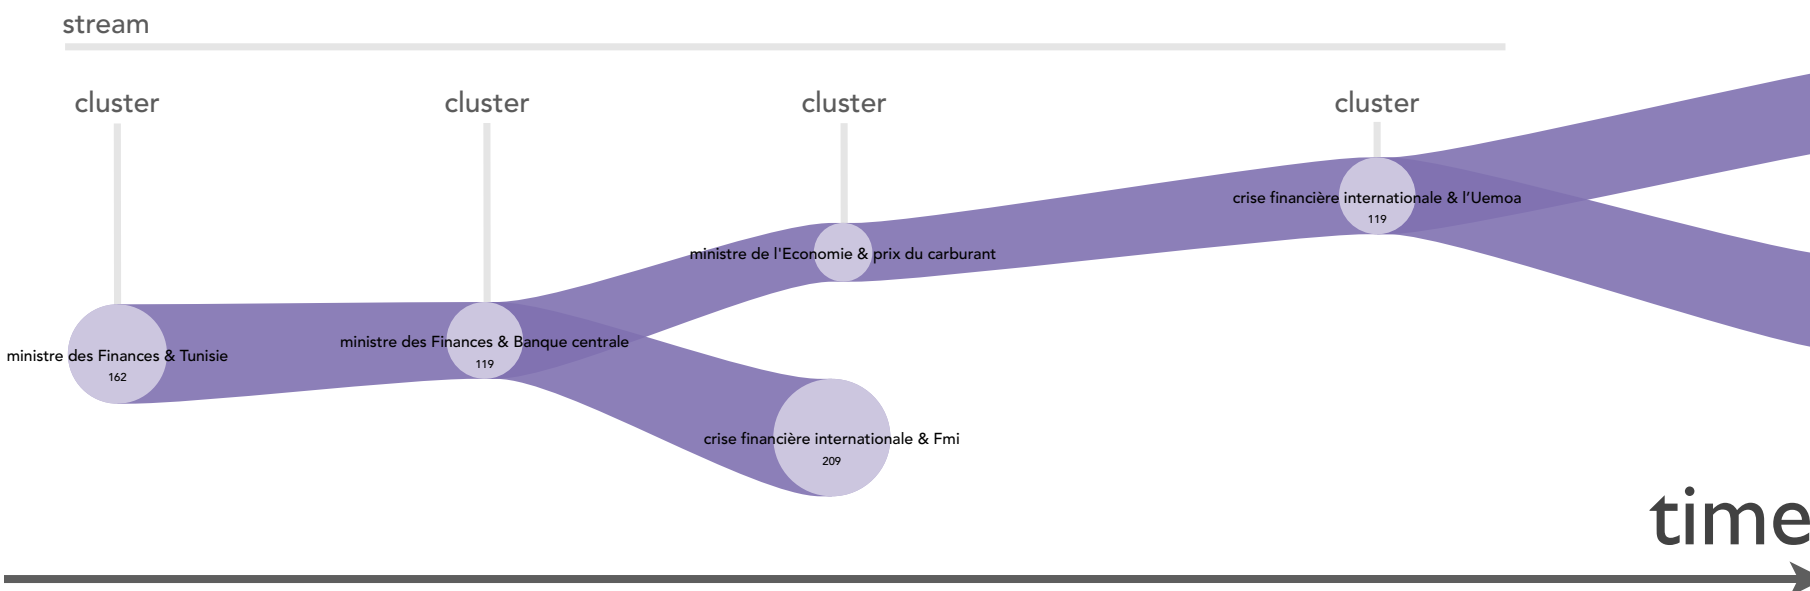 stream
cluster
cluster
cluster
cluster
crise financière internationale & l’Uemoa
119
ministre de l'Economie & prix du carburant
ministre des Finances & Banque centrale
119
ministre des Finances & Tunisie
162
crise financière internationale & Fmi
209
time